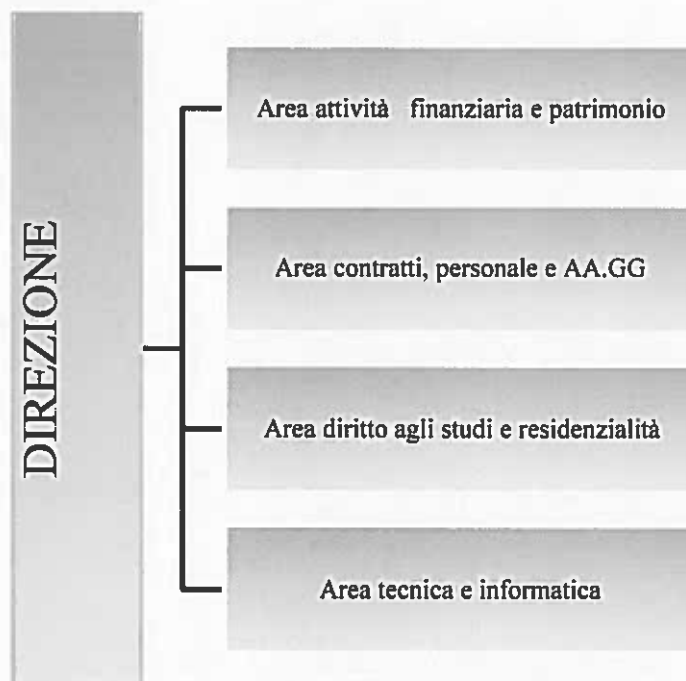 DIREZIONE
Area attività finanziaria e patrimonio
Area contratti, personale e AA.GG
Area diritto agli studi e residenzialità
Area tecnica e informatica